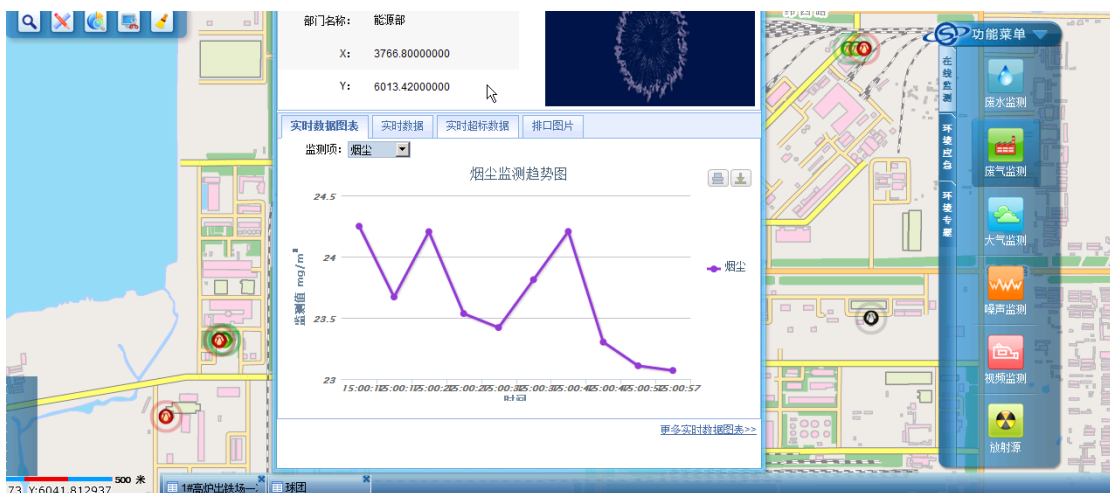 部门名称: 能源部
X: 3766.80000000
Y: 6013.42000000
实时数据图表 实时数据 实时超标数据 排口图片
监测项: 烟尘
烟尘监测趋势图
24.5
24
23.5
23
监测值 mg/m³
时间
烟尘
更多实时数据图表>>
功能菜单
在线监测
环境应急
环境专题
废水监测
废气监测
大气监测
噪声监测
视频监测
放射源
500 米
73 Y:6041.812937
1#高炉出铁场一
球团